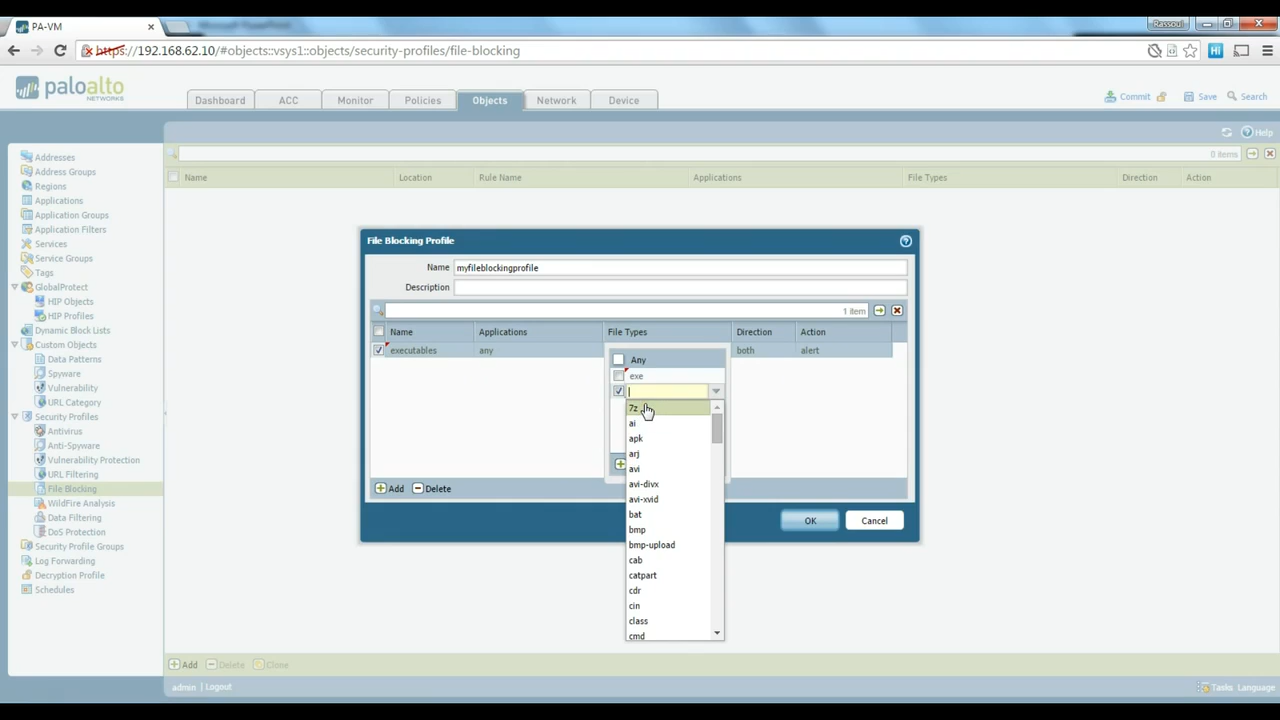 PA-VM
Rassoul
https://192.168.62.10/#objects::vsys1::objects/security-profiles/file-blocking
Hi
paloalto
NETWORKS
Dashboard ACC Monitor Policies Objects Network Device
Commit Save Search
Help
0 items
Name Location Rule Name Applications File Types Direction Action
Addresses
Address Groups
Regions
Applications
Application Groups
Application Filters
Services
Service Groups
Tags
GlobalProtect
HIP Objects
HIP Profiles
Dynamic Block Lists
Custom Objects
Data Patterns
Spyware
Vulnerability
URL Category
Security Profiles
Antivirus
Anti-Spyware
Vulnerability Protection
URL Filtering
File Blocking
WildFire Analysis
Data Filtering
DoS Protection
Security Profile Groups
Log Forwarding
Decryption Profile
Schedules
File Blocking Profile
Name myfileblockingprofile
Description
1 item
Name Applications File Types Direction Action
executables any both alert
Any
exe
7z
ai
apk
arj
avi
avi-divx
avi-xvid
bat
bmp
bmp-upload
cab
catpart
cdr
cin
class
cmd
Add Delete
OK Cancel
Add Delete Clone
admin | Logout
Tasks Language